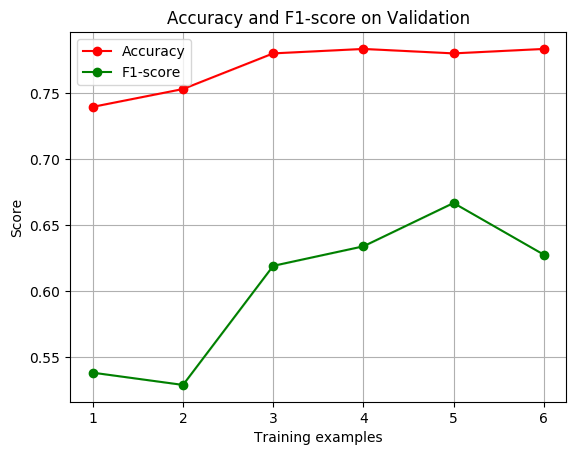 Accuracy and F1-score on Validation
Accuracy
F1-score
0.75
0.70
0.65
0.60
0.55
Score
1 2 3 4 5 6
Training examples